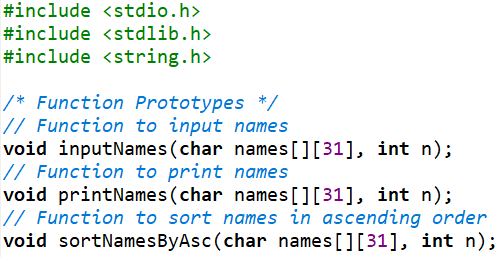 #include <stdio.h>
#include <stdlib.h>
#include <string.h>
/* Function Prototypes */
// Function to input names
void inputNames(char names[][31], int n);
// Function to print names
void printNames(char names[][31], int n);
// Function to sort names in ascending order
void sortNamesByAsc(char names[][31], int n);